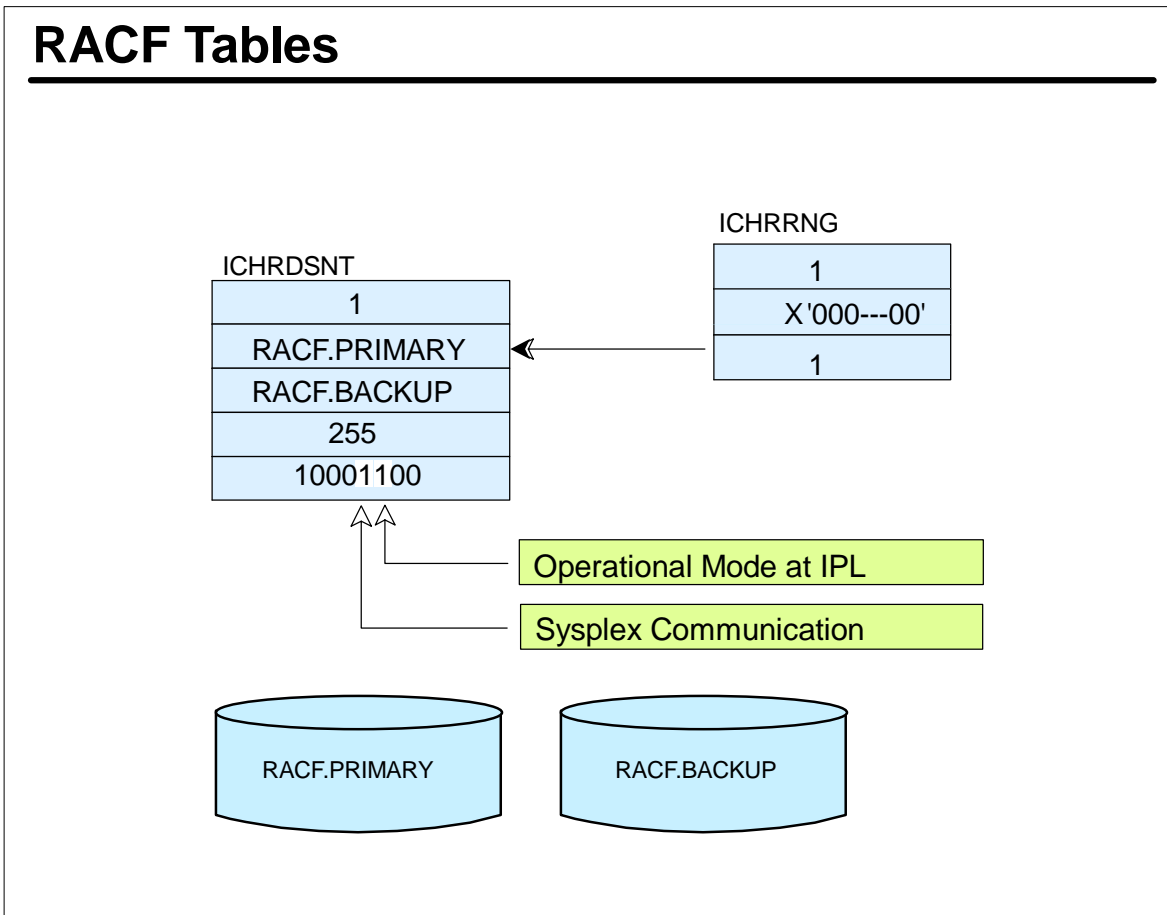 RACF Tables
ICHRRNG
1
X'000---00'
1
ICHRDSNT
1
RACF.PRIMARY
RACF.BACKUP
255
10001100
Operational Mode at IPL
Sysplex Communication
RACF.PRIMARY
RACF.BACKUP